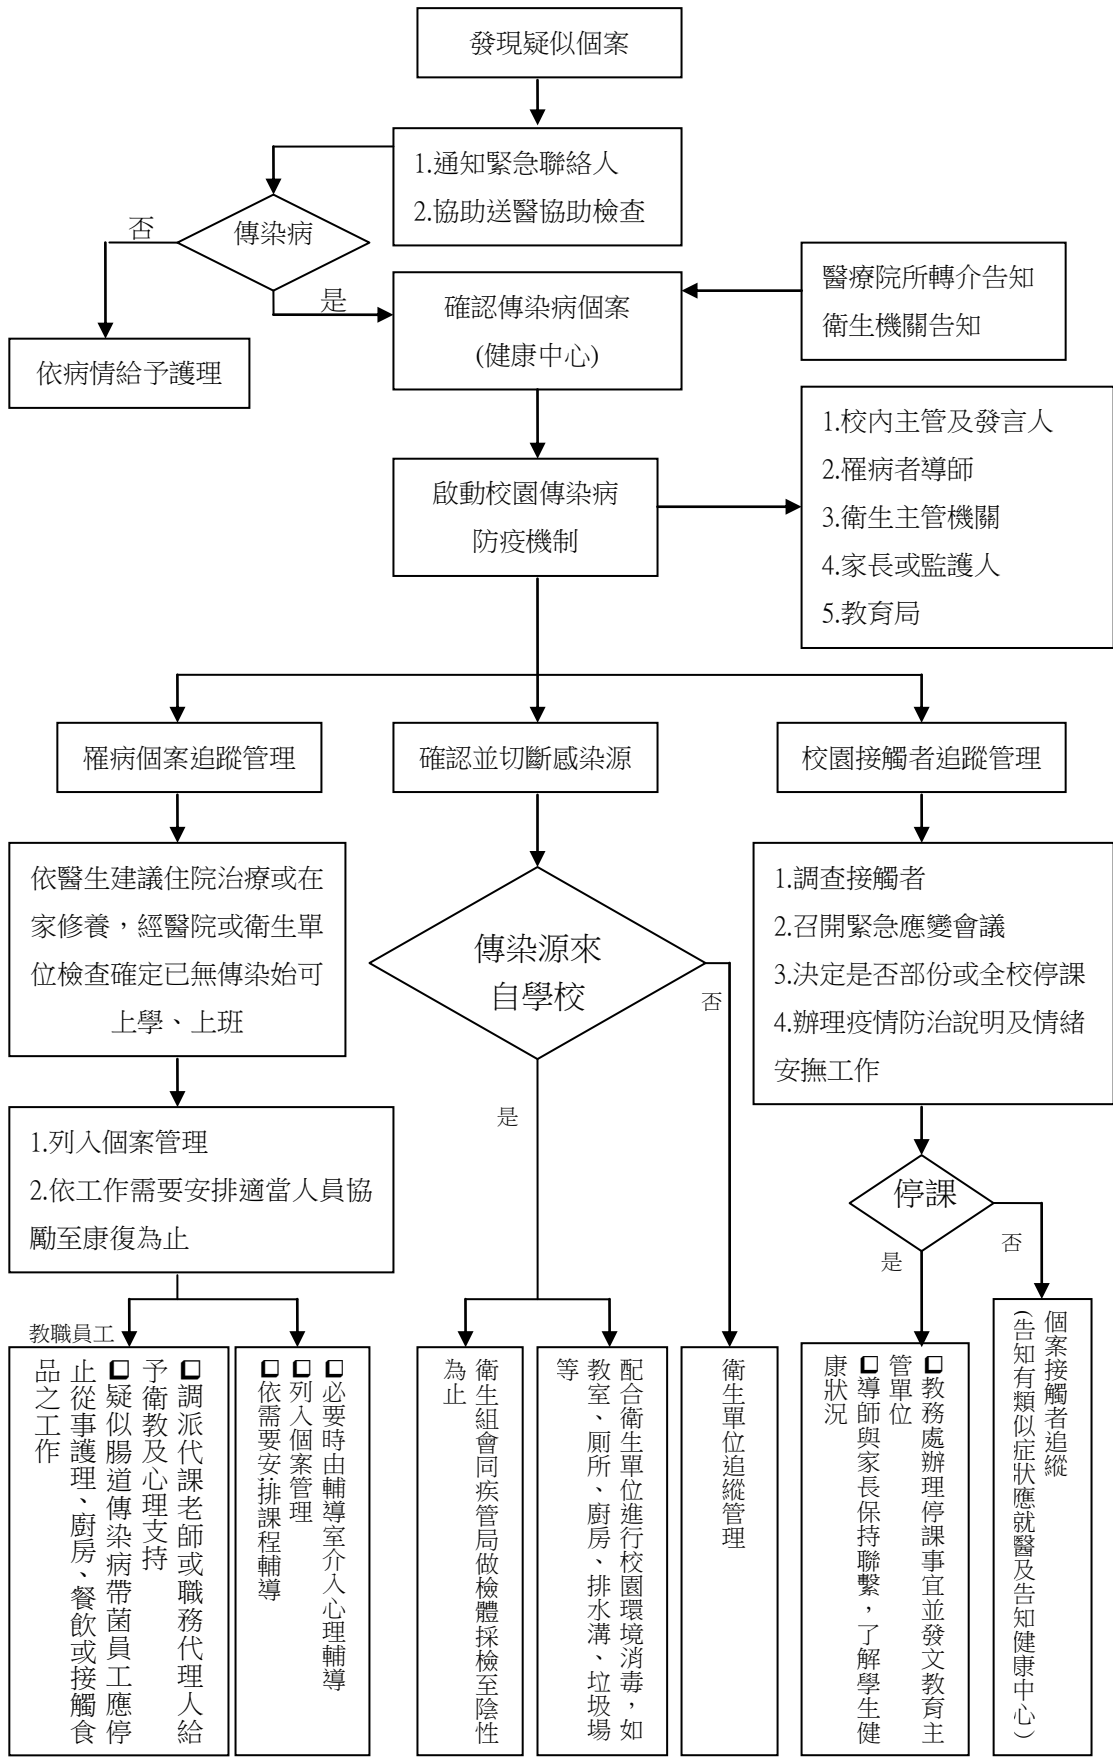 發現疑似個案
1.通知緊急聯絡人
2.協助送醫協助檢查
傳染病
否
是
依病情給予護理
確認傳染病個案
(健康中心)
醫療院所轉介告知
衛生機關告知
啟動校園傳染病
防疫機制
1.校內主管及發言人
2.罹病者導師
3.衛生主管機關
4.家長或監護人
5.教育局
罹病個案追蹤管理
確認並切斷感染源
校園接觸者追蹤管理
依醫生建議住院治療或在
家修養，經醫院或衛生單
位檢查確定已無傳染始可
上學、上班
傳染源來
自學校
否
是
1.調查接觸者
2.召開緊急應變會議
3.決定是否部份或全校停課
4.辦理疫情防治說明及情緒
安撫工作
1.列入個案管理
2.依工作需要安排適當人員協
勵至康復為止
停課
是
否
教職員工
❑調派代課老師或職務代理人給
予衛教及心理支持
❑疑似腸道傳染病帶菌員工應停
止從事護理、廚房、餐飲或接觸食
品之工作
❑必要時由輔導室介入心理輔導
❑列入個案管理
❑依需要安排課程輔導
衛生組會同疾管局做檢體採檢至陰性
為止
配合衛生單位進行校園環境消毒，如
教室、厠所、廚房、排水溝、垃圾場
等
衛生單位追縱管理
❑教務處辦理停課事宜並發文教育主
管單位
❑導師與家長保持聯繫，了解學生健
康狀況
個案接觸者追縱
(告知有類似症狀應就醫及告知健康中心)